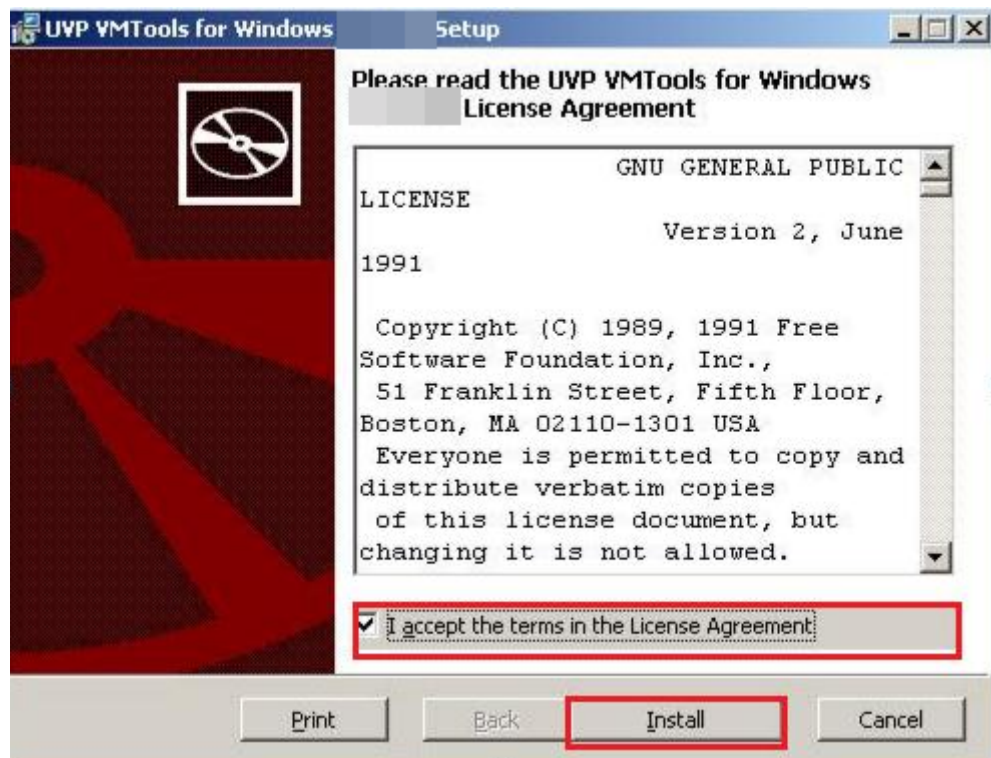 UVP VMTools for Windows Setup
Please read the UVP VMTools for Windows
License Agreement
GNU GENERAL PUBLIC
LICENSE
Version 2, June
1991
Copyright (C) 1989, 1991 Free
Software Foundation, Inc.,
51 Franklin Street, Fifth Floor,
Boston, MA 02110-1301 USA
Everyone is permitted to copy and
distribute verbatim copies
of this license document, but
changing it is not allowed.
I accept the terms in the License Agreement
Print Back Install Cancel